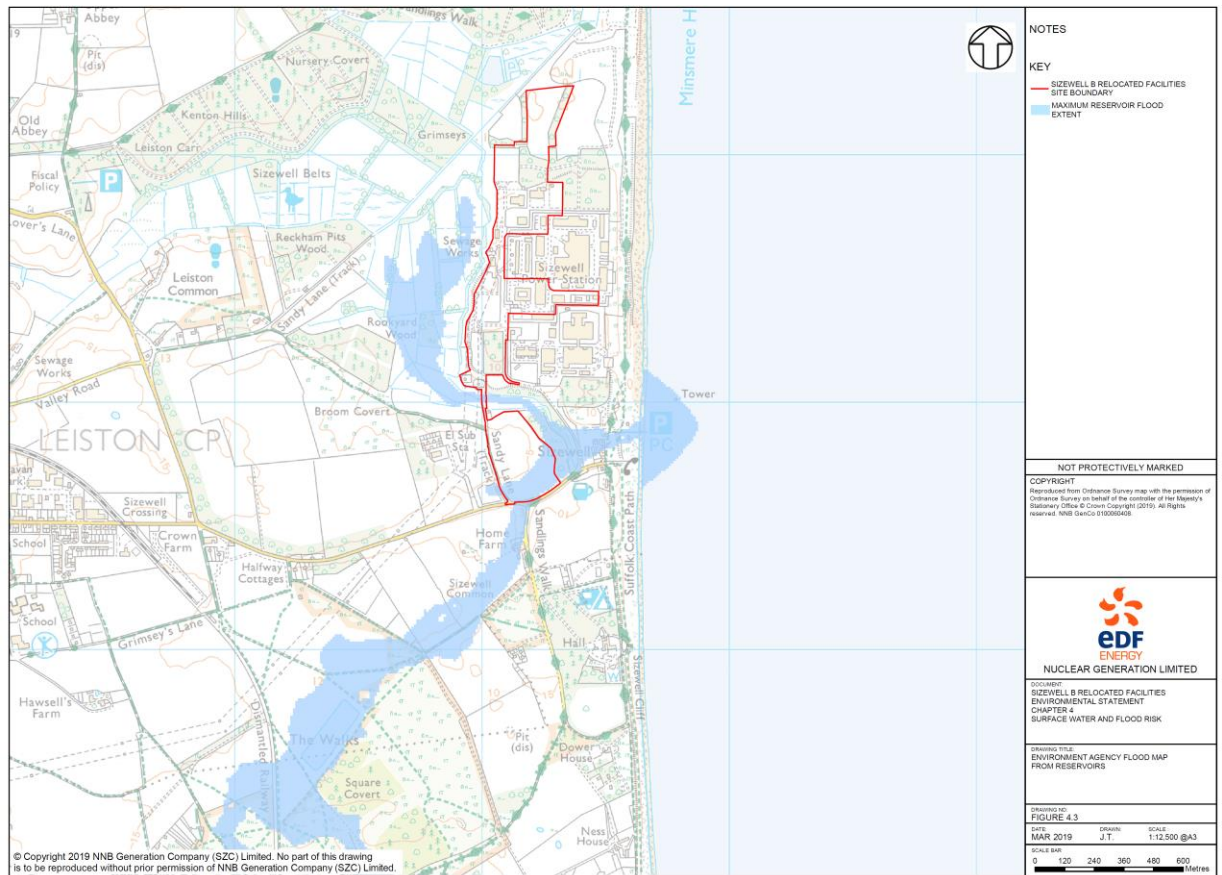 Upper
Abbey
19
Pit
(dis)
Sandlings Walk
Nursery Covert
Minsmere H
Old
Abbey
Kenton Hills
Leiston Carr
Grimseys
Fiscal
Policy
P
Sizewell Belts
Lover's Lane
Reckham Pits
Wood
Sewage
Works
Leiston
Common
Sandy Lane (Track)
Sizewell
Power Station
Rookyard
Wood
Sewage
Works
13
Valley Road
Broom Covert
10
Tower
LEISTON CP
El Sub
Sta
Sandy Lane
(Track)
Sizewell
P
PC
Sizewell
Crossing
School
Crown
Farm
Home
Farm
Halfway
Cottages
Sandlings Walk
Suffolk Coast Path
Sizewell
Common
School
Grimsey's Lane
Hall
Sizewell Cliff
Hawsell's
Farm
Dismantled Railway
The Walks
Pit
(dis)
Dower
House
Square
Covert
Ness
House
© Copyright 2019 NNB Generation Company (SZC) Limited. No part of this drawing
is to be reproduced without prior permission of NNB Generation Company (SZC) Limited.
NOTES
KEY
SIZEWELL B RELOCATED FACILITIES
SITE BOUNDARY
MAXIMUM RESERVOIR FLOOD
EXTENT
NOT PROTECTIVELY MARKED
COPYRIGHT
Reproduced from Ordnance Survey map with the permission of
Ordnance Survey on behalf of the controller of Her Majesty's
Stationery Office © Crown Copyright (2019). All Rights
reserved. NNB GenCo 0100060408.
eDF
ENERGY
NUCLEAR GENERATION LIMITED
DOCUMENT:
SIZEWELL B RELOCATED FACILITIES
ENVIRONMENTAL STATEMENT
CHAPTER 4
SURFACE WATER AND FLOOD RISK
DRAWING TITLE:
ENVIRONMENT AGENCY FLOOD MAP
FROM RESERVOIRS
DRAWING NO:
FIGURE 4.3
DATE: DRAWN: SCALE:
MAR 2019 J.T. 1:12,500 @A3
SCALE BAR
0 120 240 360 480 600
Metres